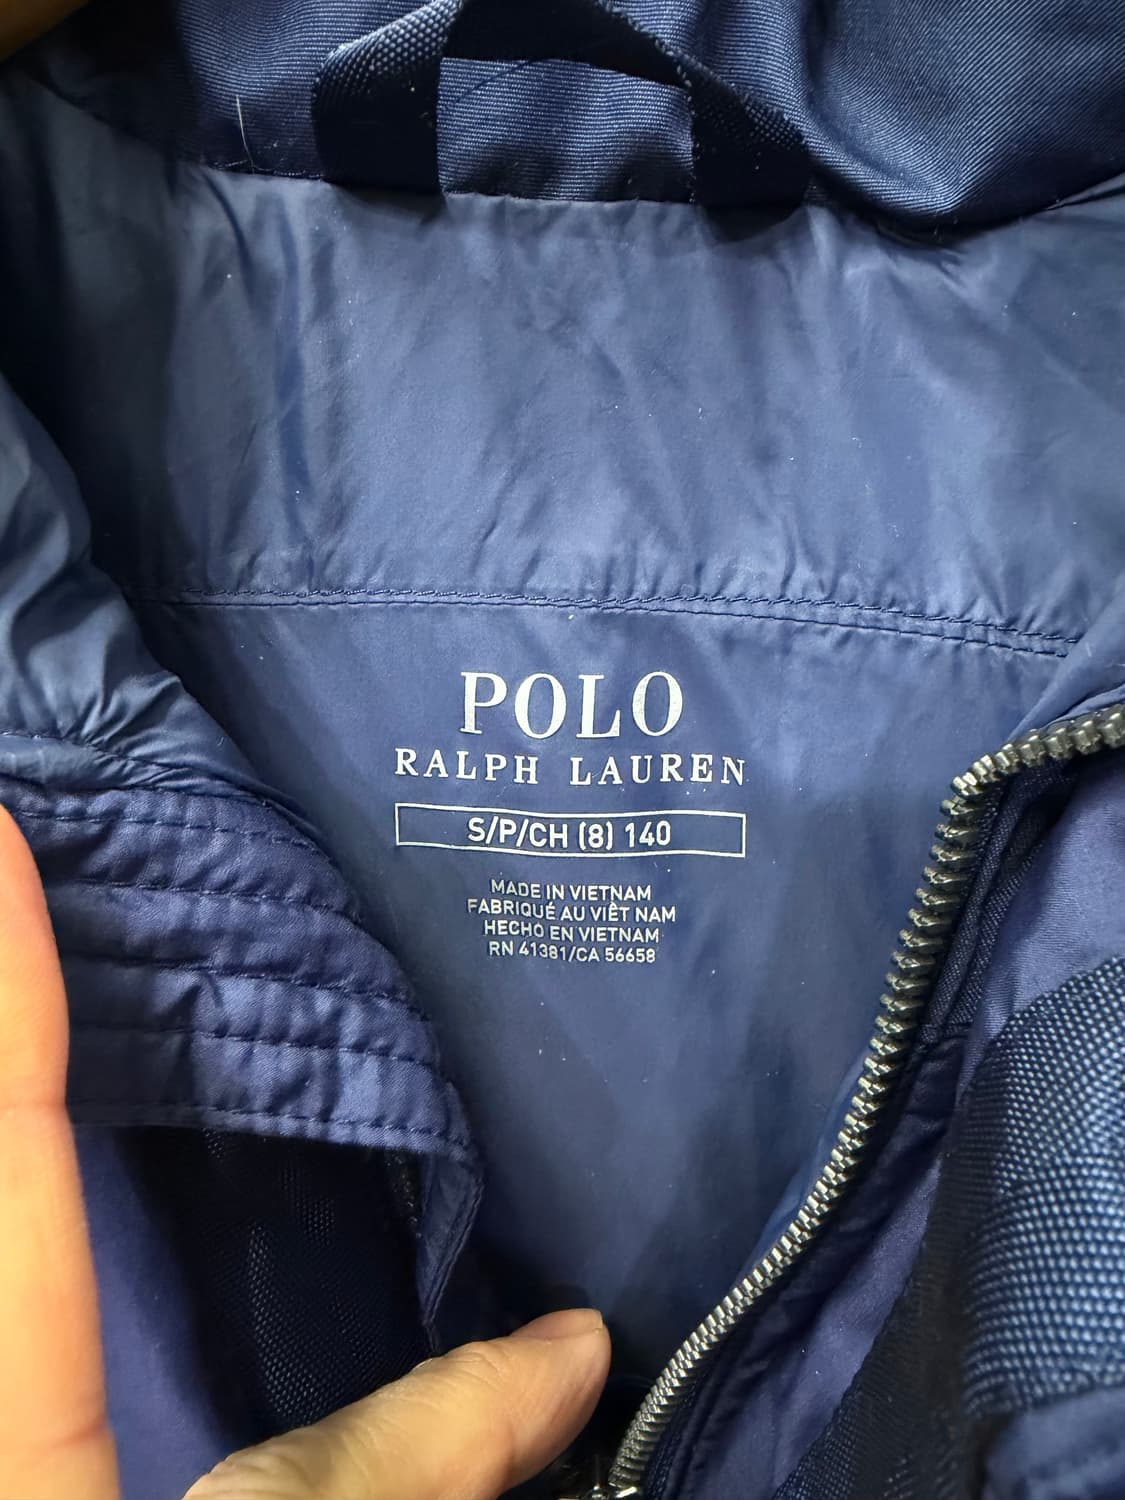 POLO
RALPH LAUREN
S/P/CH (8) 140
MADE IN VIETNAM
FABRIQUÉ AU VIÊT NAM
HECHO EN VIETNAM
RN 41381/CA 56658